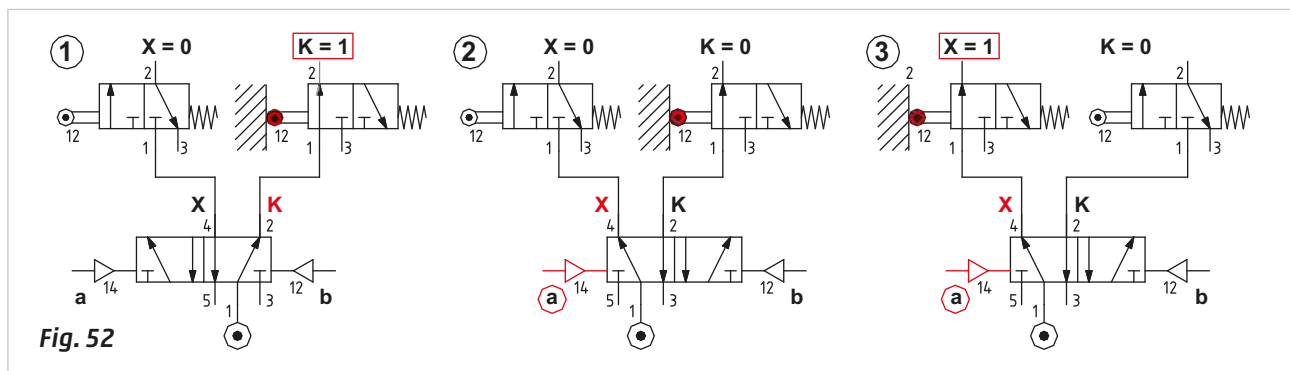 1 X = 0 K = 1 2 X = 0 K = 0 3 X = 1 K = 0
2 2 2 2 2 2
12 12 12 12 12 12
1 3 1 3 1 3 1 3 1 3 1 3
X K X K X K
4 2 4 2 4 2
14 5 1 3 12 14 5 1 3 12 14 5 1 3 12
a b a b a b
Fig. 52